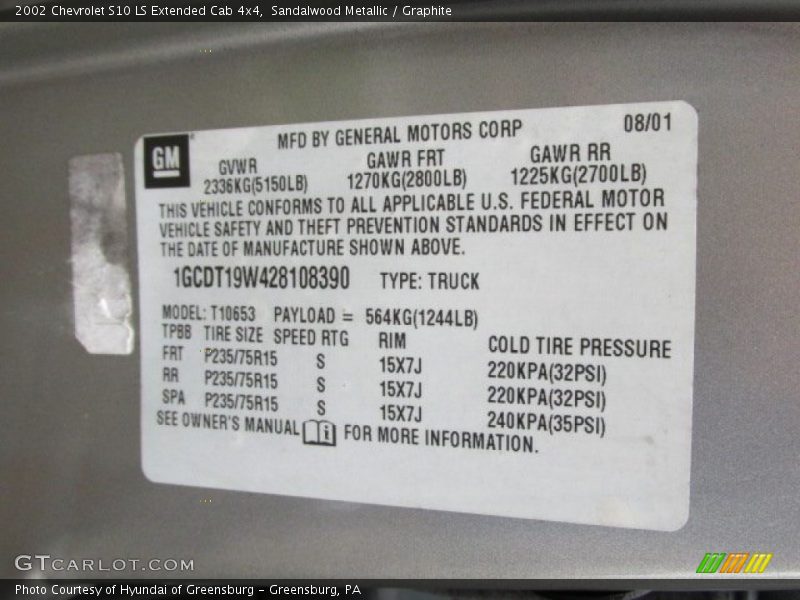 2002 Chevrolet S10 LS Extended Cab 4x4, Sandalwood Metallic / Graphite
08/01
MFD BY GENERAL MOTORS CORP
GM
GVWR GAWR FRT GAWR RR
2336KG(5150LB) 1270KG(2800LB) 1225KG(2700LB)
THIS VEHICLE CONFORMS TO ALL APPLICABLE U.S. FEDERAL MOTOR
VEHICLE SAFETY AND THEFT PREVENTION STANDARDS IN EFFECT ON
THE DATE OF MANUFACTURE SHOWN ABOVE.
1GCDT19W428108390 TYPE: TRUCK
MODEL: T10653 PAYLOAD = 564KG(1244LB)
TPBB TIRE SIZE SPEED RTG RIM COLD TIRE PRESSURE
FRT P235/75R15 S 15X7J 220KPA(32PSI)
RR P235/75R15 S 15X7J 220KPA(32PSI)
SPA P235/75R15 S 15X7J 240KPA(35PSI)
SEE OWNER'S MANUAL i FOR MORE INFORMATION.
GTCARLOT.COM
Photo Courtesy of Hyundai of Greensburg - Greensburg, PA